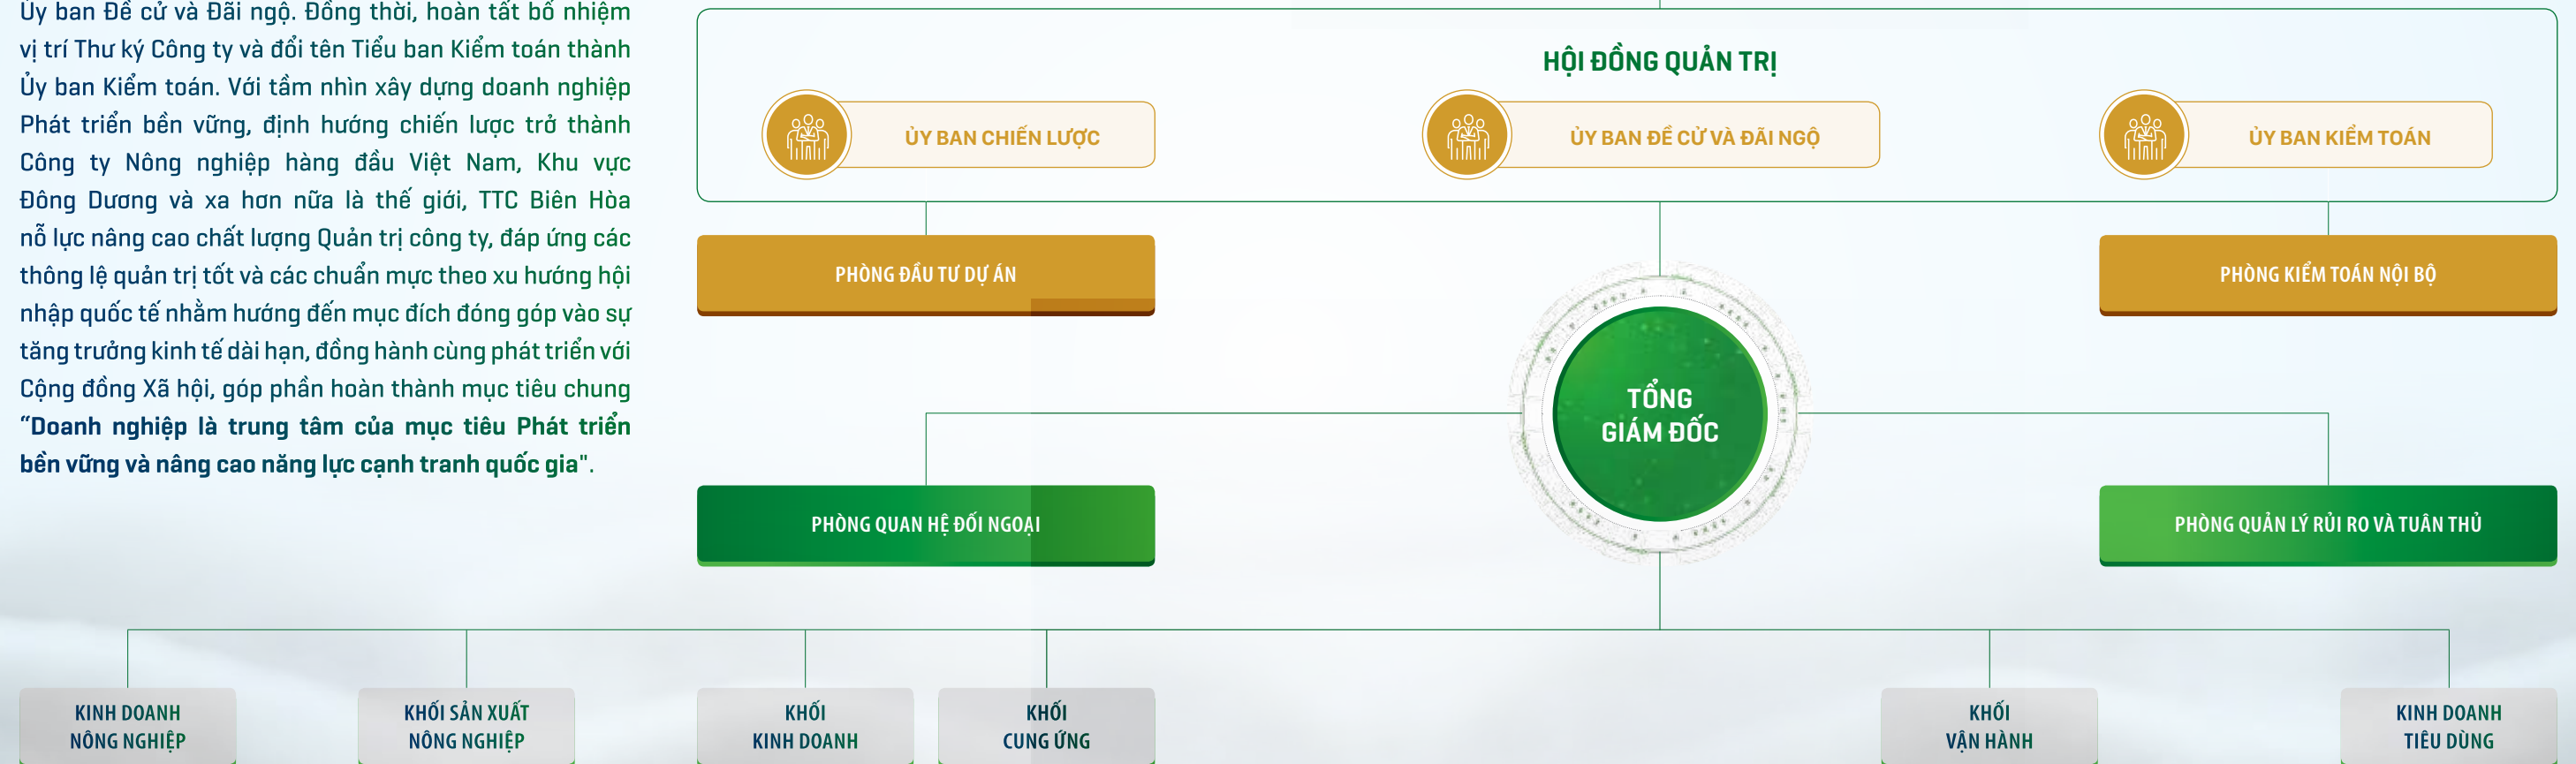 Ủy ban Đề cử và Đãi ngộ. Đồng thời, hoàn tất bổ nhiệm
vị trí Thư ký Công ty và đổi tên Tiểu ban Kiểm toán thành
Ủy ban Kiểm toán. Với tầm nhìn xây dựng doanh nghiệp
Phát triển bền vững, định hướng chiến lược trở thành
Công ty Nông nghiệp hàng đầu Việt Nam, Khu vực
Đông Dương và xa hơn nữa là thế giới, TTC Biên Hòa
nỗ lực nâng cao chất lượng Quản trị công ty, đáp ứng các
thông lệ quản trị tốt và các chuẩn mực theo xu hướng hội
nhập quốc tế nhằm hướng đến mục đích đóng góp vào sự
tăng trưởng kinh tế dài hạn, đồng hành cùng phát triển với
Cộng đồng Xã hội, góp phần hoàn thành mục tiêu chung
“Doanh nghiệp là trung tâm của mục tiêu Phát triển
bền vững và nâng cao năng lực cạnh tranh quốc gia".
HỘI ĐỒNG QUẢN TRỊ
ỦY BAN CHIẾN LƯỢC
ỦY BAN ĐỀ CỬ VÀ ĐÃI NGỘ
ỦY BAN KIỂM TOÁN
PHÒNG ĐẦU TƯ DỰ ÁN
PHÒNG KIỂM TOÁN NỘI BỘ
TỔNG
GIÁM ĐỐC
PHÒNG QUAN HỆ ĐỐI NGOẠI
PHÒNG QUẢN LÝ RỦI RO VÀ TUÂN THỦ
KINH DOANH
NÔNG NGHIỆP
KHỐI SẢN XUẤT
NÔNG NGHIỆP
KHỐI
KINH DOANH
KHỐI
CUNG ỨNG
KHỐI
VẬN HÀNH
KINH DOANH
TIÊU DÙNG